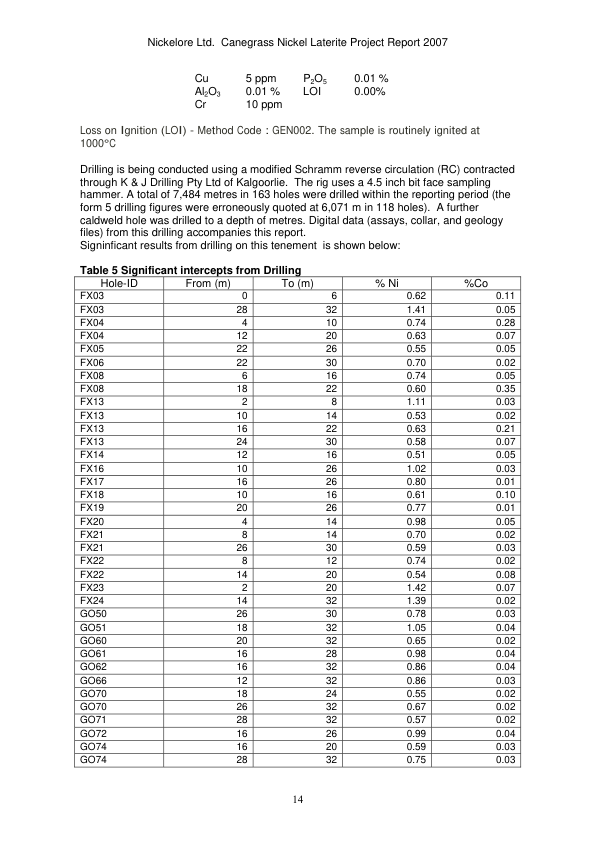 Nickelore Ltd.  Canegrass Nickel Laterite Project Report 2007
Cu 5 ppm P2O5 0.01 %
Al2O3 0.01 % LOI 0.00%
Cr 10 ppm
Loss on Ignition (LOI) - Method Code : GEN002. The sample is routinely ignited at
1000°C
Drilling is being conducted using a modified Schramm reverse circulation (RC) contracted
through K & J Drilling Pty Ltd of Kalgoorlie.  The rig uses a 4.5 inch bit face sampling
hammer. A total of 7,484 metres in 163 holes were drilled within the reporting period (the
form 5 drilling figures were erroneously quoted at 6,071 m in 118 holes).  A further
caldweld hole was drilled to a depth of metres. Digital data (assays, collar, and geology
files) from this drilling accompanies this report.
Signinficant results from drilling on this tenement  is shown below:
Table 5 Significant intercepts from Drilling
Hole-ID From (m) To (m) % Ni %Co
FX03 0 6 0.62 0.11
FX03 28 32 1.41 0.05
FX04 4 10 0.74 0.28
FX04 12 20 0.63 0.07
FX05 22 26 0.55 0.05
FX06 22 30 0.70 0.02
FX08 6 16 0.74 0.05
FX08 18 22 0.60 0.35
FX13 2 8 1.11 0.03
FX13 10 14 0.53 0.02
FX13 16 22 0.63 0.21
FX13 24 30 0.58 0.07
FX14 12 16 0.51 0.05
FX16 10 26 1.02 0.03
FX17 16 26 0.80 0.01
FX18 10 16 0.61 0.10
FX19 20 26 0.77 0.01
FX20 4 14 0.98 0.05
FX21 8 14 0.70 0.02
FX21 26 30 0.59 0.03
FX22 8 12 0.74 0.02
FX22 14 20 0.54 0.08
FX23 2 20 1.42 0.07
FX24 14 32 1.39 0.02
GO50 26 30 0.78 0.03
GO51 18 32 1.05 0.04
GO60 20 32 0.65 0.02
GO61 16 28 0.98 0.04
GO62 16 32 0.86 0.04
GO66 12 32 0.86 0.03
GO70 18 24 0.55 0.02
GO70 26 32 0.67 0.02
GO71 28 32 0.57 0.02
GO72 16 26 0.99 0.04
GO74 16 20 0.59 0.03
GO74 28 32 0.75 0.03
14